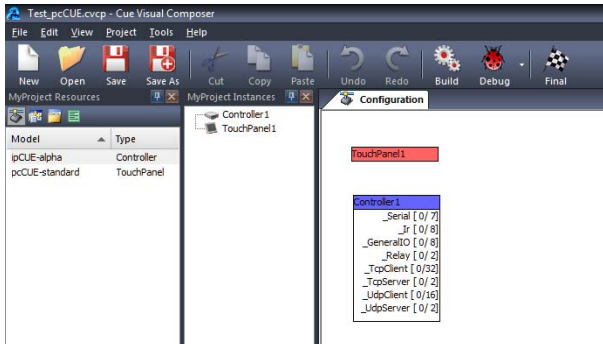 Test_pcCUE.cvcp - Cue Visual Composer
File Edit View Project Tools Help
New Open Save Save As Cut Copy Paste Undo Redo Build Debug Final
MyProject Resources
MyProject Instances
Configuration
Model Type
ipCUE-alpha Controller
pcCUE-standard TouchPanel
Controller1
TouchPanel1
TouchPanel1
Controller1
_Serial [ 0/ 7]
_Ir [ 0/ 8]
_GeneralIO [ 0/ 8]
_Relay [ 0/ 2]
_TcpClient [ 0/32]
_TcpServer [ 0/ 2]
_UdpClient [ 0/16]
_UdpServer [ 0/ 2]